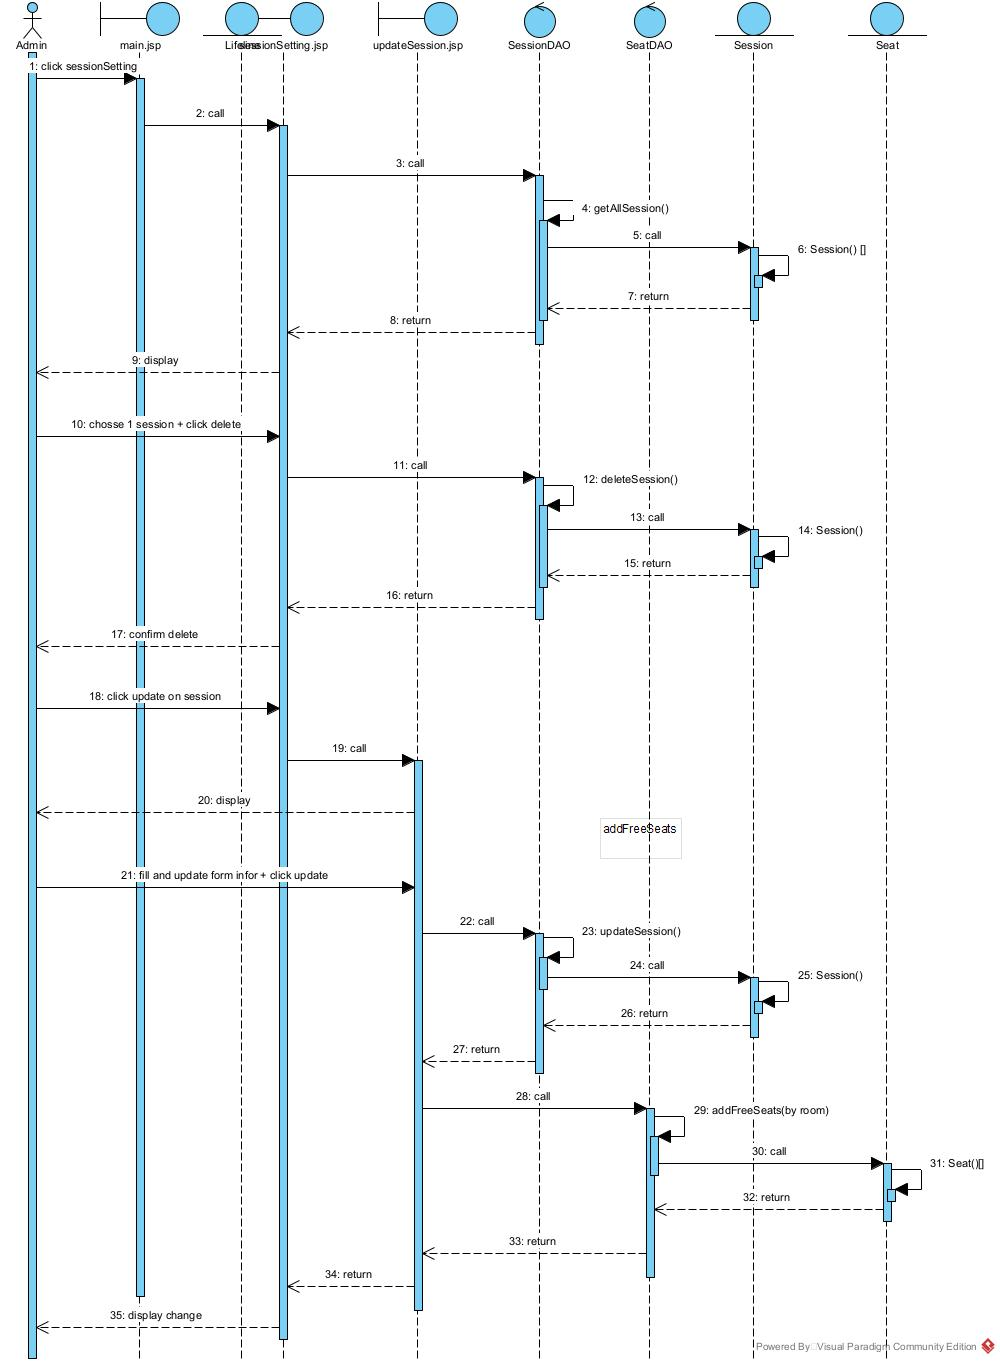 Admin
main.jsp
Lifeline
sessionSetting.jsp
updateSession.jsp
SessionDAO
SeatDAO
Session
Seat
1: click sessionSetting
2: call
3: call
4: getAllSession()
5: call
6: Session() []
7: return
8: return
9: display
10: chosse 1 session + click delete
11: call
12: deleteSession()
13: call
14: Session()
15: return
16: return
17: confirm delete
18: click update on session
19: call
20: display
addFreeSeats
21: fill and update form infor + click update
22: call
23: updateSession()
24: call
25: Session()
26: return
27: return
28: call
29: addFreeSeats(by room)
30: call
31: Seat()[]
32: return
33: return
34: return
35: display change
Powered By Visual Paradigm Community Edition